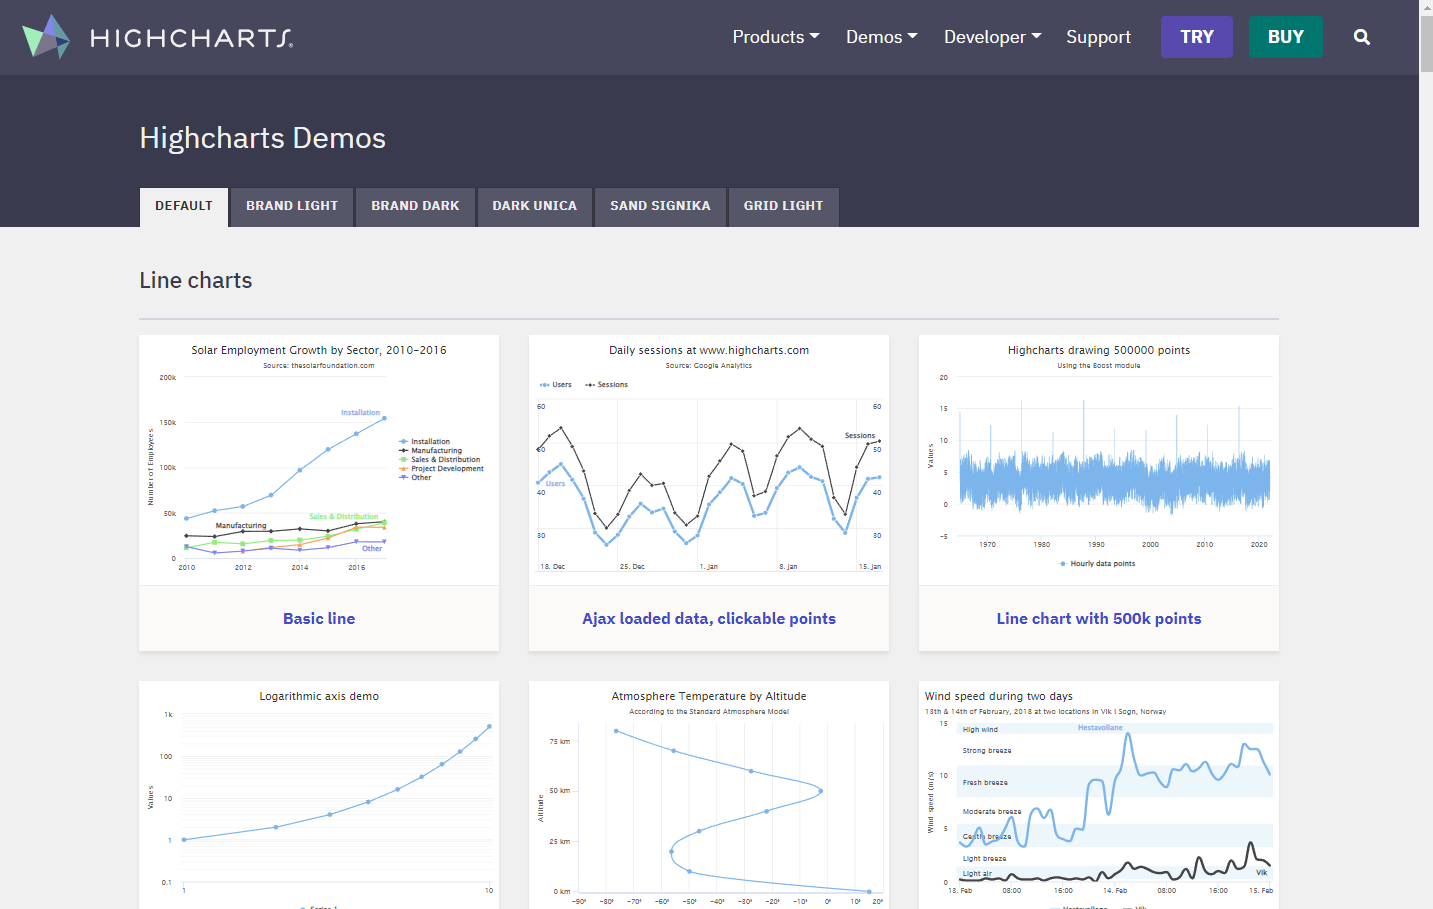 HIGHCHARTS®
Products
Demos
Developer
Support
TRY
BUY
Highcharts Demos
DEFAULT
BRAND LIGHT
BRAND DARK
DARK UNICA
SAND SIGNIKA
GRID LIGHT
Line charts
Solar Employment Growth by Sector, 2010-2016
Source: thesolarfoundation.com
Number of Employees
200k
150k
100k
50k
0
2010
2012
2014
2016
Installation
Manufacturing
Sales & Distribution
Other
Installation
Manufacturing
Sales & Distribution
Project Development
Other
Basic line
Daily sessions at www.highcharts.com
Source: Google Analytics
Users
Sessions
60
50
40
30
60
50
40
30
Sessions
Users
18. Dec
25. Dec
1. Jan
8. Jan
15. Jan
Ajax loaded data, clickable points
Highcharts drawing 500000 points
Using the Boost module
Values
20
15
10
5
0
-5
1970
1980
1990
2000
2010
2020
Hourly data points
Line chart with 500k points
Logarithmic axis demo
Values
1k
100
10
1
0.1
1
10
Series 1
Atmosphere Temperature by Altitude
According to the Standard Atmosphere Model
Altitude
75 km
50 km
25 km
0 km
-90°
-80°
-70°
-60°
-50°
-40°
-30°
-20°
-10°
0°
10°
20°
Wind speed during two days
13th & 14th of February, 2018 at two locations in Vik i Sogn, Norway
Wind speed (m/s)
15
10
5
0
High wind
Strong breeze
Fresh breeze
Moderate breeze
Gentle breeze
Light breeze
Light air
Hestavollane
Vik
13. Feb
08:00
16:00
14. Feb
08:00
16:00
15. Feb
Hestavollane
Vik